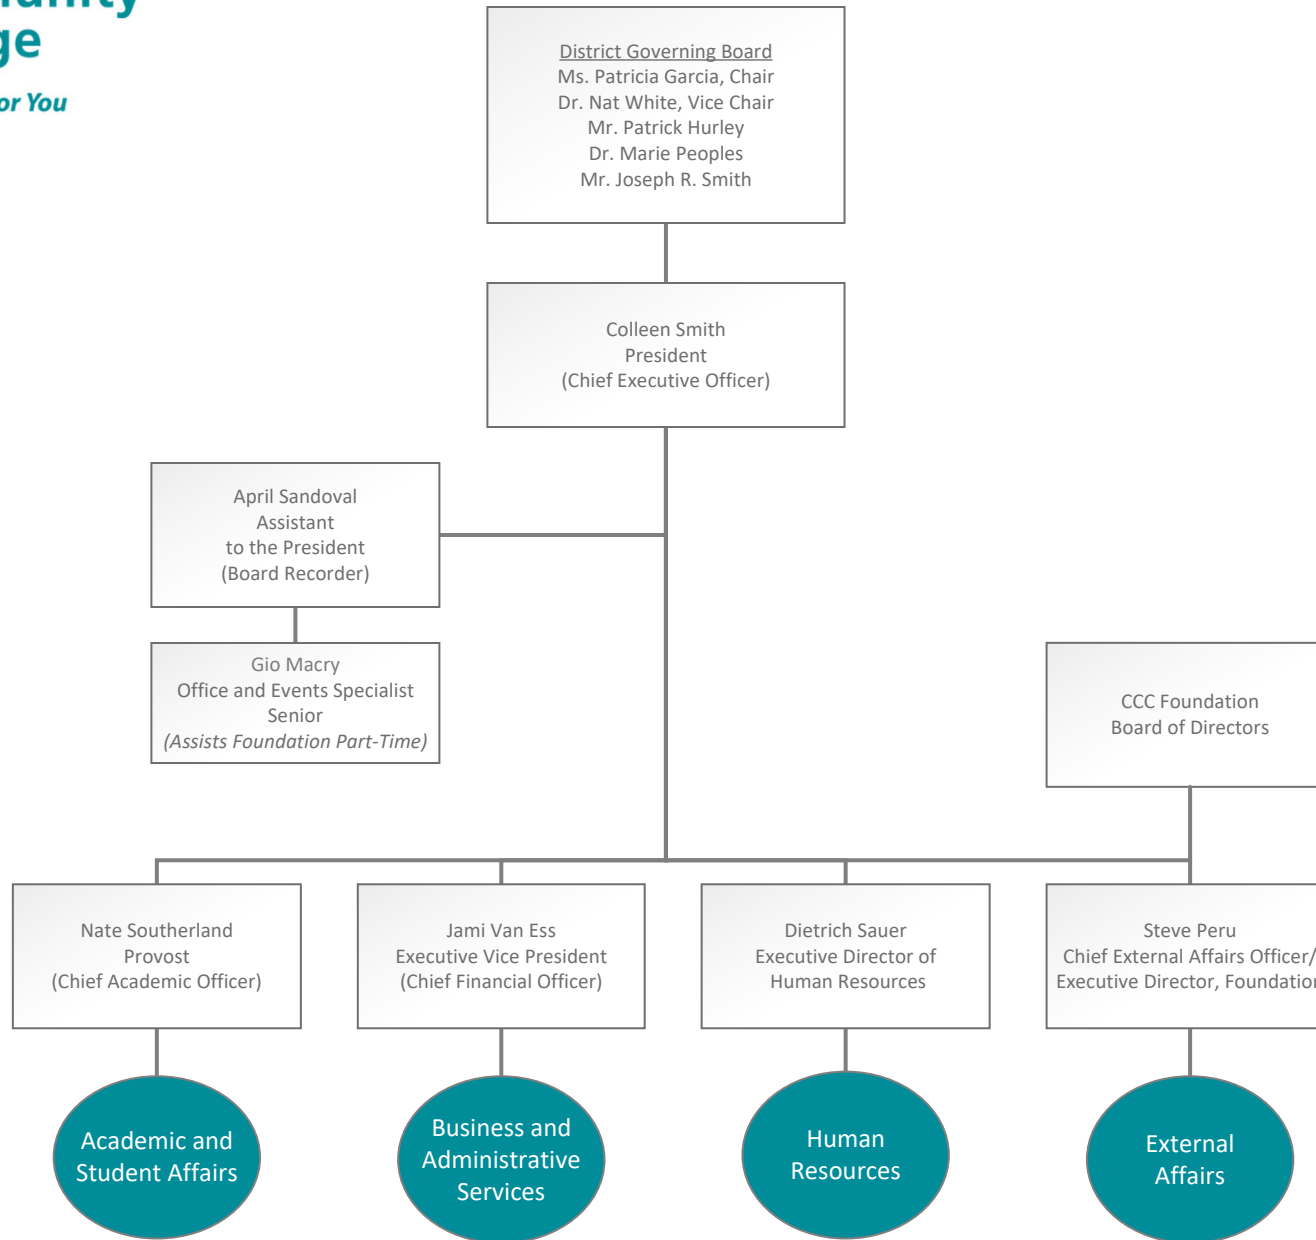 ge
or You
District Governing Board
Ms. Patricia Garcia, Chair
Dr. Nat White, Vice Chair
Mr. Patrick Hurley
Dr. Marie Peoples
Mr. Joseph R. Smith
Colleen Smith
President
(Chief Executive Officer)
April Sandoval
Assistant
to the President
(Board Recorder)
Gio Macry
Office and Events Specialist
Senior
(Assists Foundation Part-Time)
CCC Foundation
Board of Directors
Nate Southerland
Provost
(Chief Academic Officer)
Jami Van Ess
Executive Vice President
(Chief Financial Officer)
Dietrich Sauer
Executive Director of
Human Resources
Steve Peru
Chief External Affairs Officer/
Executive Director, Foundation
Academic and
Student Affairs
Business and
Administrative
Services
Human
Resources
External
Affairs